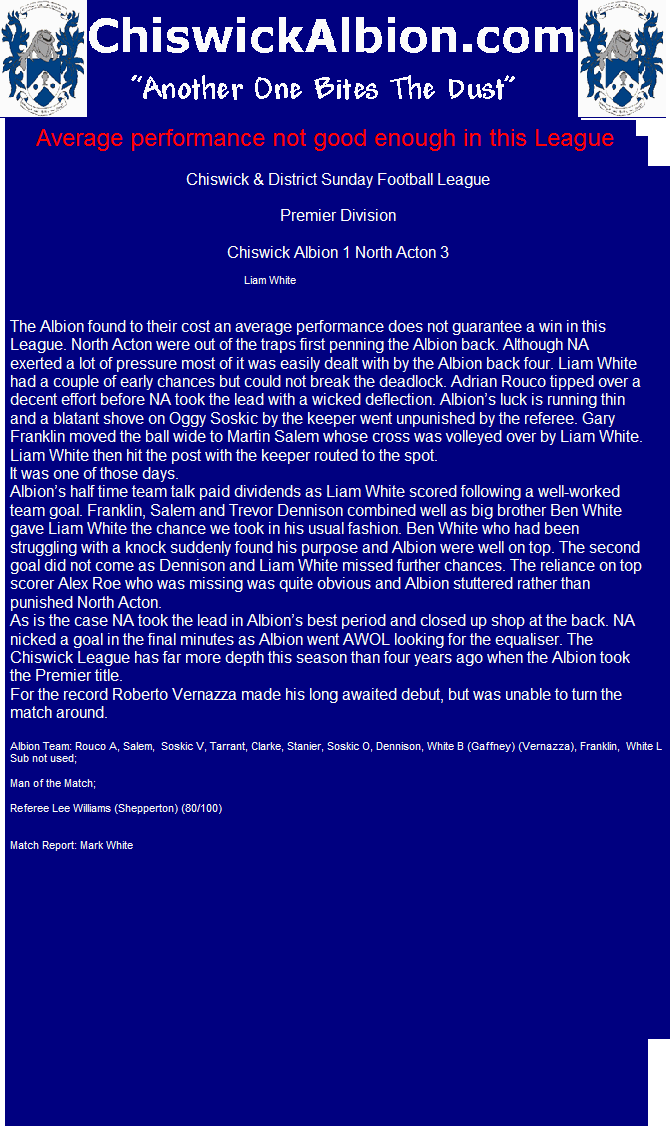 ChiswickAlbion.com
"Another One Bites The Dust"
Average performance not good enough in this League
Chiswick & District Sunday Football League
Premier Division
Chiswick Albion 1 North Acton 3
Liam White
The Albion found to their cost an average performance does not guarantee a win in this
League. North Acton were out of the traps first penning the Albion back. Although NA
exerted a lot of pressure most of it was easily dealt with by the Albion back four. Liam White
had a couple of early chances but could not break the deadlock. Adrian Rouco tipped over a
decent effort before NA took the lead with a wicked deflection. Albion's luck is running thin
and a blatant shove on Oggy Soskic by the keeper went unpunished by the referee. Gary
Franklin moved the ball wide to Martin Salem whose cross was volleyed over by Liam White.
Liam White then hit the post with the keeper routed to the spot.
It was one of those days.
Albion's half time team talk paid dividends as Liam White scored following a well-worked
team goal. Franklin, Salem and Trevor Dennison combined well as big brother Ben White
gave Liam White the chance we took in his usual fashion. Ben White who had been
struggling with a knock suddenly found his purpose and Albion were well on top. The second
goal did not come as Dennison and Liam White missed further chances. The reliance on top
scorer Alex Roe who was missing was quite obvious and Albion stuttered rather than
punished North Acton.
As is the case NA took the lead in Albion's best period and closed up shop at the back. NA
nicked a goal in the final minutes as Albion went AWOL looking for the equaliser. The
Chiswick League has far more depth this season than four years ago when the Albion took
the Premier title.
For the record Roberto Vernazza made his long awaited debut, but was unable to turn the
match around.
Albion Team: Rouco A, Salem, Soskic V, Tarrant, Clarke, Stanier, Soskic O, Dennison, White B (Gaffney) (Vernazza), Franklin, White L
Sub not used;
Man of the Match;
Referee Lee Williams (Shepperton) (80/100)
Match Report: Mark White